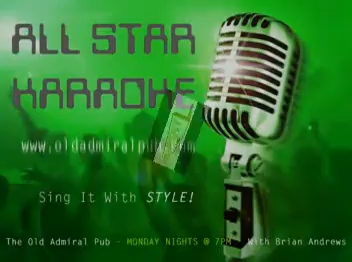 ALL STAR
KARAOKE
www.oldadmiralpub.com
Sing It With STYLE!
The Old Admiral Pub - MONDAY NIGHTS @ 7PM - With Brian Andrews